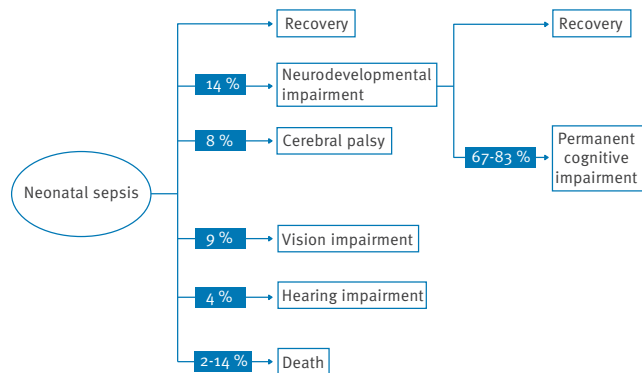 Recovery
Recovery
Neurodevelopmental
impairment
14 %
8 %
Cerebral palsy
67-83 %
Permanent
cognitive
impairment
Neonatal sepsis
9 %
Vision impairment
4 %
Hearing impairment
2-14 %
Death